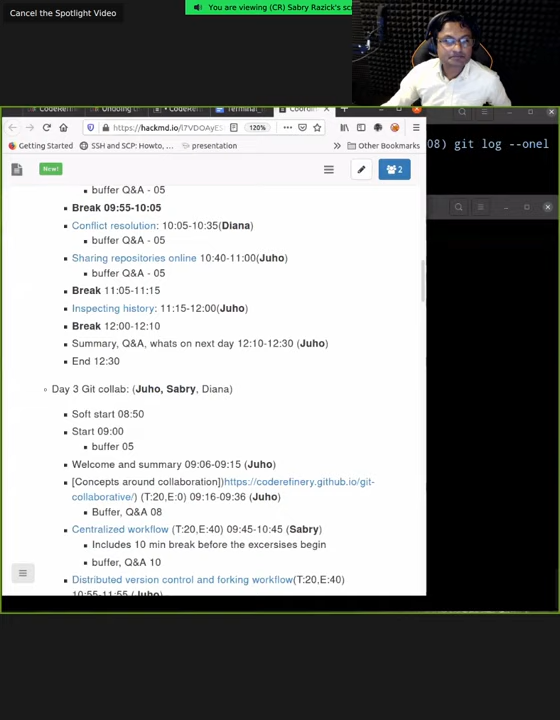 Cancel the Spotlight Video
You are viewing (CR) Sabry Razick's sc
https://hackmd.io/l7VDOAyES
120%
Getting Started
SSH and SCP: Howto, ...
presentation
Other Bookmarks
08) git log --onel
New!
2
buffer Q&A - 05
Break 09:55-10:05
Conflict resolution: 10:05-10:35(Diana)
buffer Q&A - 05
Sharing repositories online 10:40-11:00(Juho)
buffer Q&A - 05
Break 11:05-11:15
Inspecting history: 11:15-12:00(Juho)
Break 12:00-12:10
Summary, Q&A, whats on next day 12:10-12:30 (Juho)
End 12:30
Day 3 Git collab: (Juho, Sabry, Diana)
Soft start 08:50
Start 09:00
buffer 05
Welcome and summary 09:06-09:15 (Juho)
[Concepts around collaboration])https://coderefinery.github.io/git-
collaborative/) (T:20,E:0) 09:16-09:36 (Juho)
Buffer, Q&A 08
Centralized workflow (T:20,E:40) 09:45-10:45 (Sabry)
Includes 10 min break before the excersises begin
buffer, Q&A 10
Distributed version control and forking workflow(T:20,E:40)
10:55-11:55 (Juho)